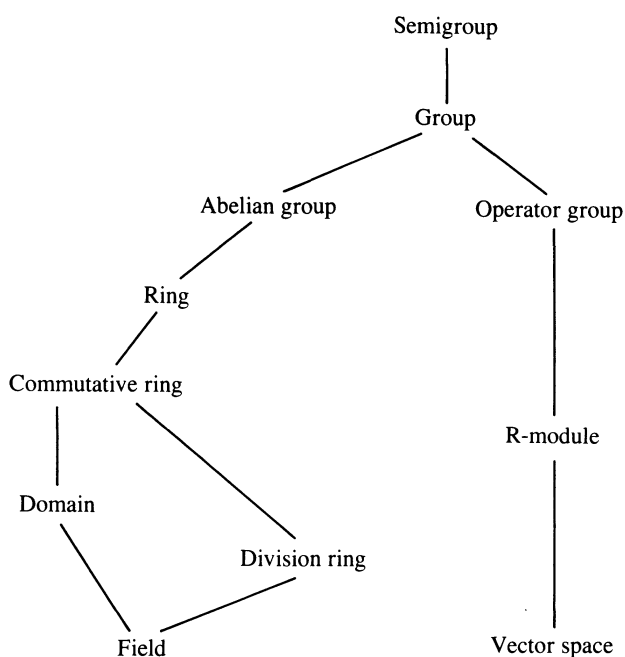 Semigroup
Group
Abelian group
Operator group
Ring
Commutative ring
R-module
Domain
Division ring
Field
Vector space